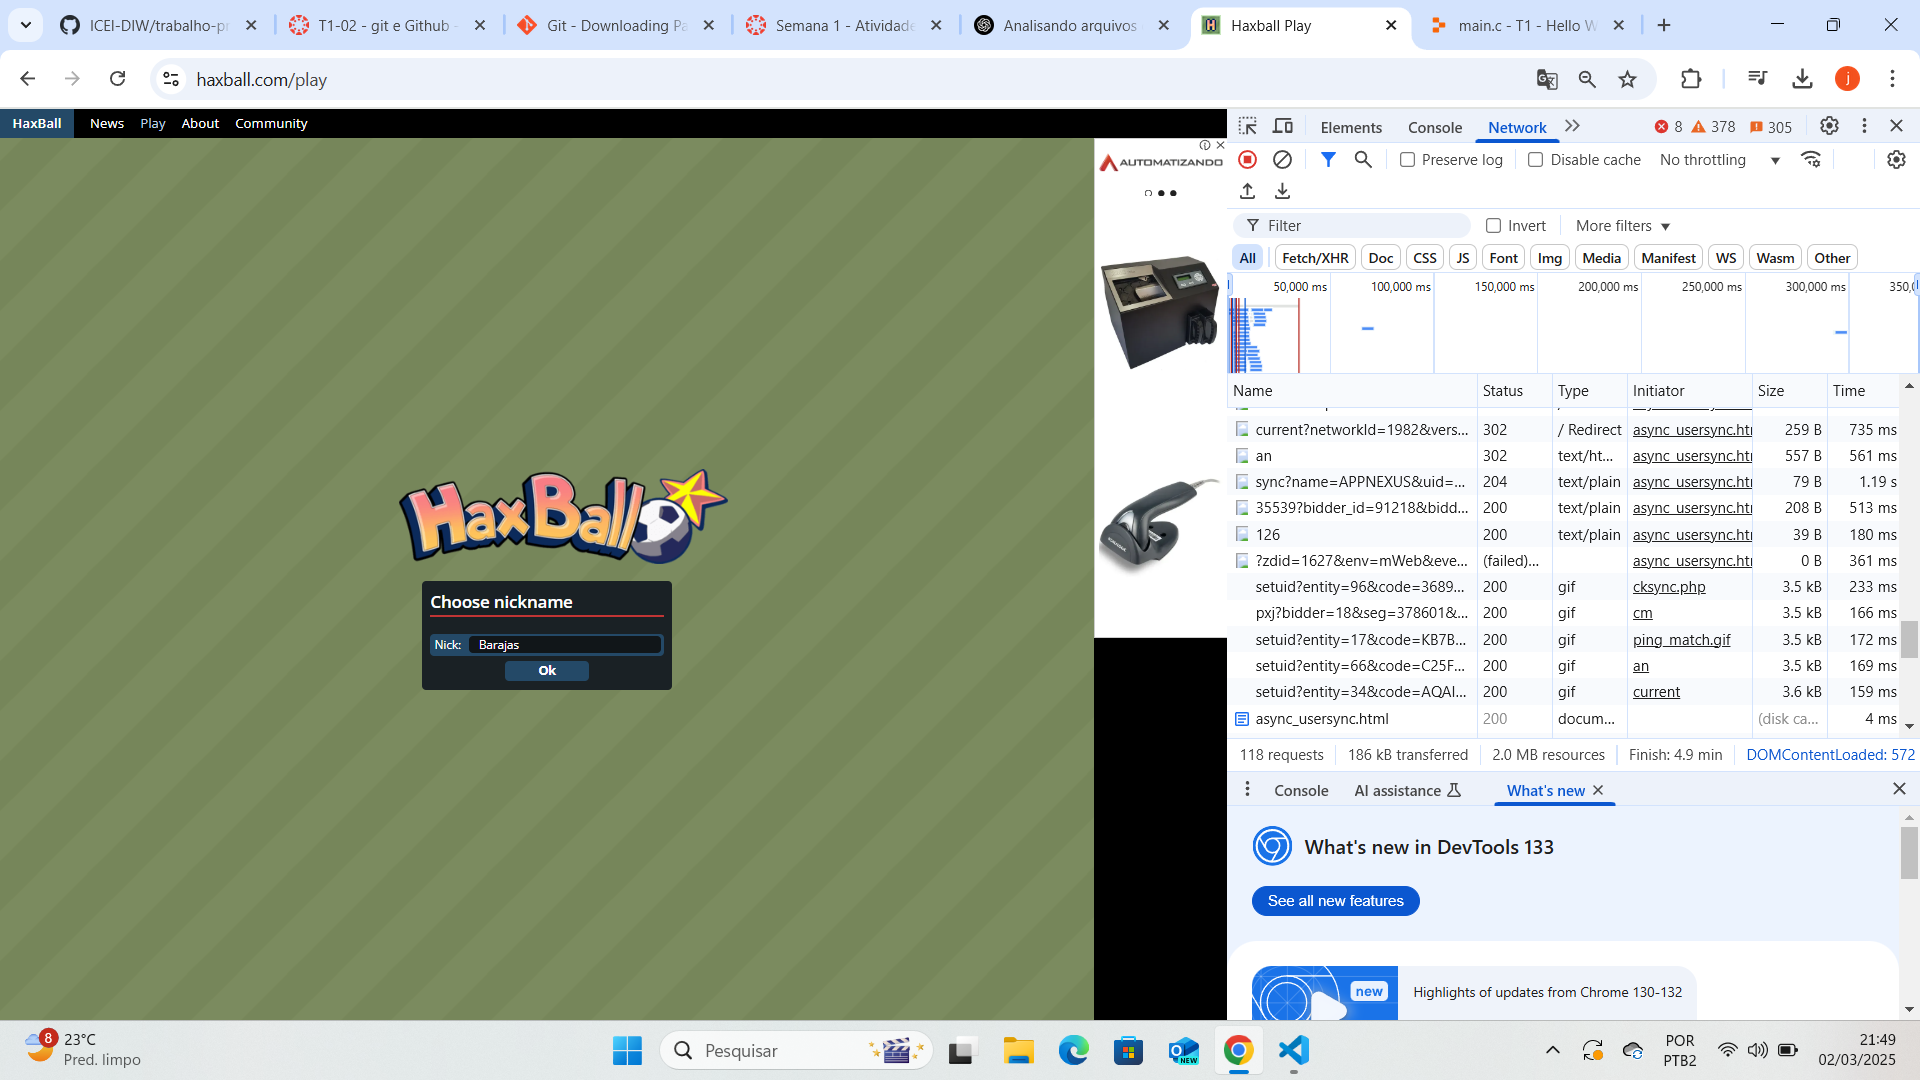 ICEI-DIW/trabalho-pr
T1-02 - git e Github -
Git - Downloading Pa
Semana 1 - Atividade
Analisando arquivos
Haxball Play
main.c - T1 - Hello W
haxball.com/play
j
HaxBall
News
Play
About
Community
AUTOMATIZANDO
HaxBall
Choose nickname
Nick: Barajas
Ok
Elements
Console
Network
8
378
305
Preserve log
Disable cache
No throttling
Filter
Invert
More filters
All
Fetch/XHR
Doc
CSS
JS
Font
Img
Media
Manifest
WS
Wasm
Other
50,000 ms
100,000 ms
150,000 ms
200,000 ms
250,000 ms
300,000 ms
350,0
Name Status Type Initiator Size Time
current?networkId=1982&vers... 302 / Redirect async_usersync.htm 259 B 735 ms
an 302 text/ht... async_usersync.htm 557 B 561 ms
sync?name=APPNEXUS&uid=... 204 text/plain async_usersync.htm 79 B 1.19 s
35539?bidder_id=91218&bidd... 200 text/plain async_usersync.htm 208 B 513 ms
126 200 text/plain async_usersync.htm 39 B 180 ms
?zdid=1627&env=mWeb&eve... (failed)... async_usersync.htm 0 B 361 ms
setuid?entity=96&code=3689... 200 gif cksync.php 3.5 kB 233 ms
pxj?bidder=18&seg=378601&... 200 gif cm 3.5 kB 166 ms
setuid?entity=17&code=KB7B... 200 gif ping_match.gif 3.5 kB 172 ms
setuid?entity=66&code=C25F... 200 gif an 3.5 kB 169 ms
setuid?entity=34&code=AQAI... 200 gif current 3.6 kB 159 ms
async_usersync.html 200 docum... (disk ca... 4 ms
118 requests
186 kB transferred
2.0 MB resources
Finish: 4.9 min
DOMContentLoaded: 572
Console
AI assistance
What's new
What's new in DevTools 133
See all new features
new
Highlights of updates from Chrome 130-132
8
23°C
Pred. limpo
Pesquisar
NEW
POR
PTB2
21:49
02/03/2025